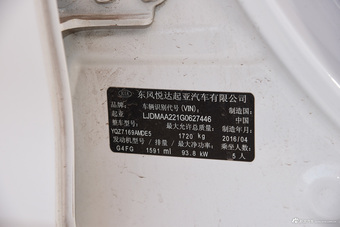 东风悦达起亚汽车有限公司
车辆识别代号(VIN): 制造国:
起亚 LJDMAA221G0627446 中国
整车型号: 最大允许总质量: 制造年月:
YQZ7169AMDE5 1720 kg 2016/04
发动机型号 / 排量 / 最大净功率: 乘坐人数:
G4FG 1591 ml 93.8 kW 5 人